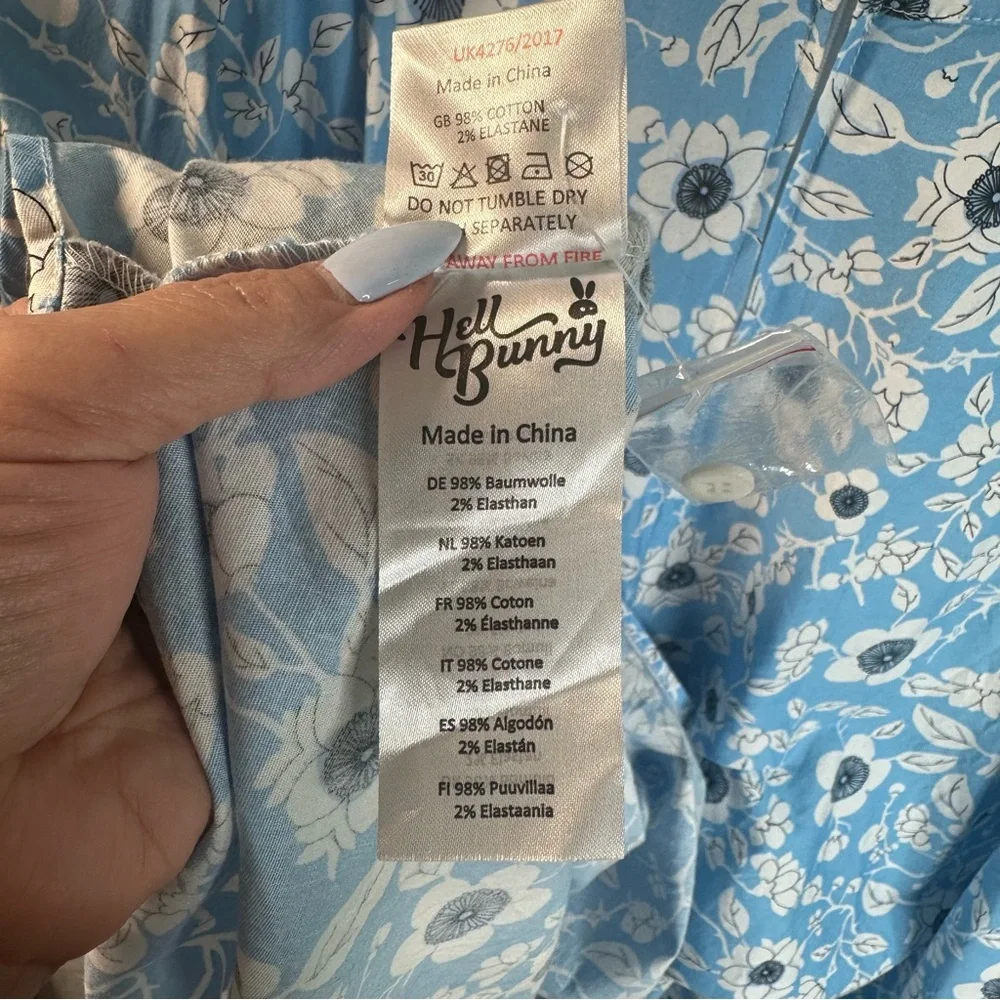 UK4276/2017
Made in China
GB 98% COTTON
2% ELASTANE
30
DO NOT TUMBLE DRY
SEPARATELY
AWAY FROM FIRE
Hell
Bunny
Made in China
DE 98% Baumwolle
2% Elasthan
NL 98% Katoen
2% Elasthaan
FR 98% Coton
2% Élasthanne
IT 98% Cotone
2% Elasthane
ES 98% Algodón
2% Elastán
FI 98% Puuvillaa
2% Elastaania